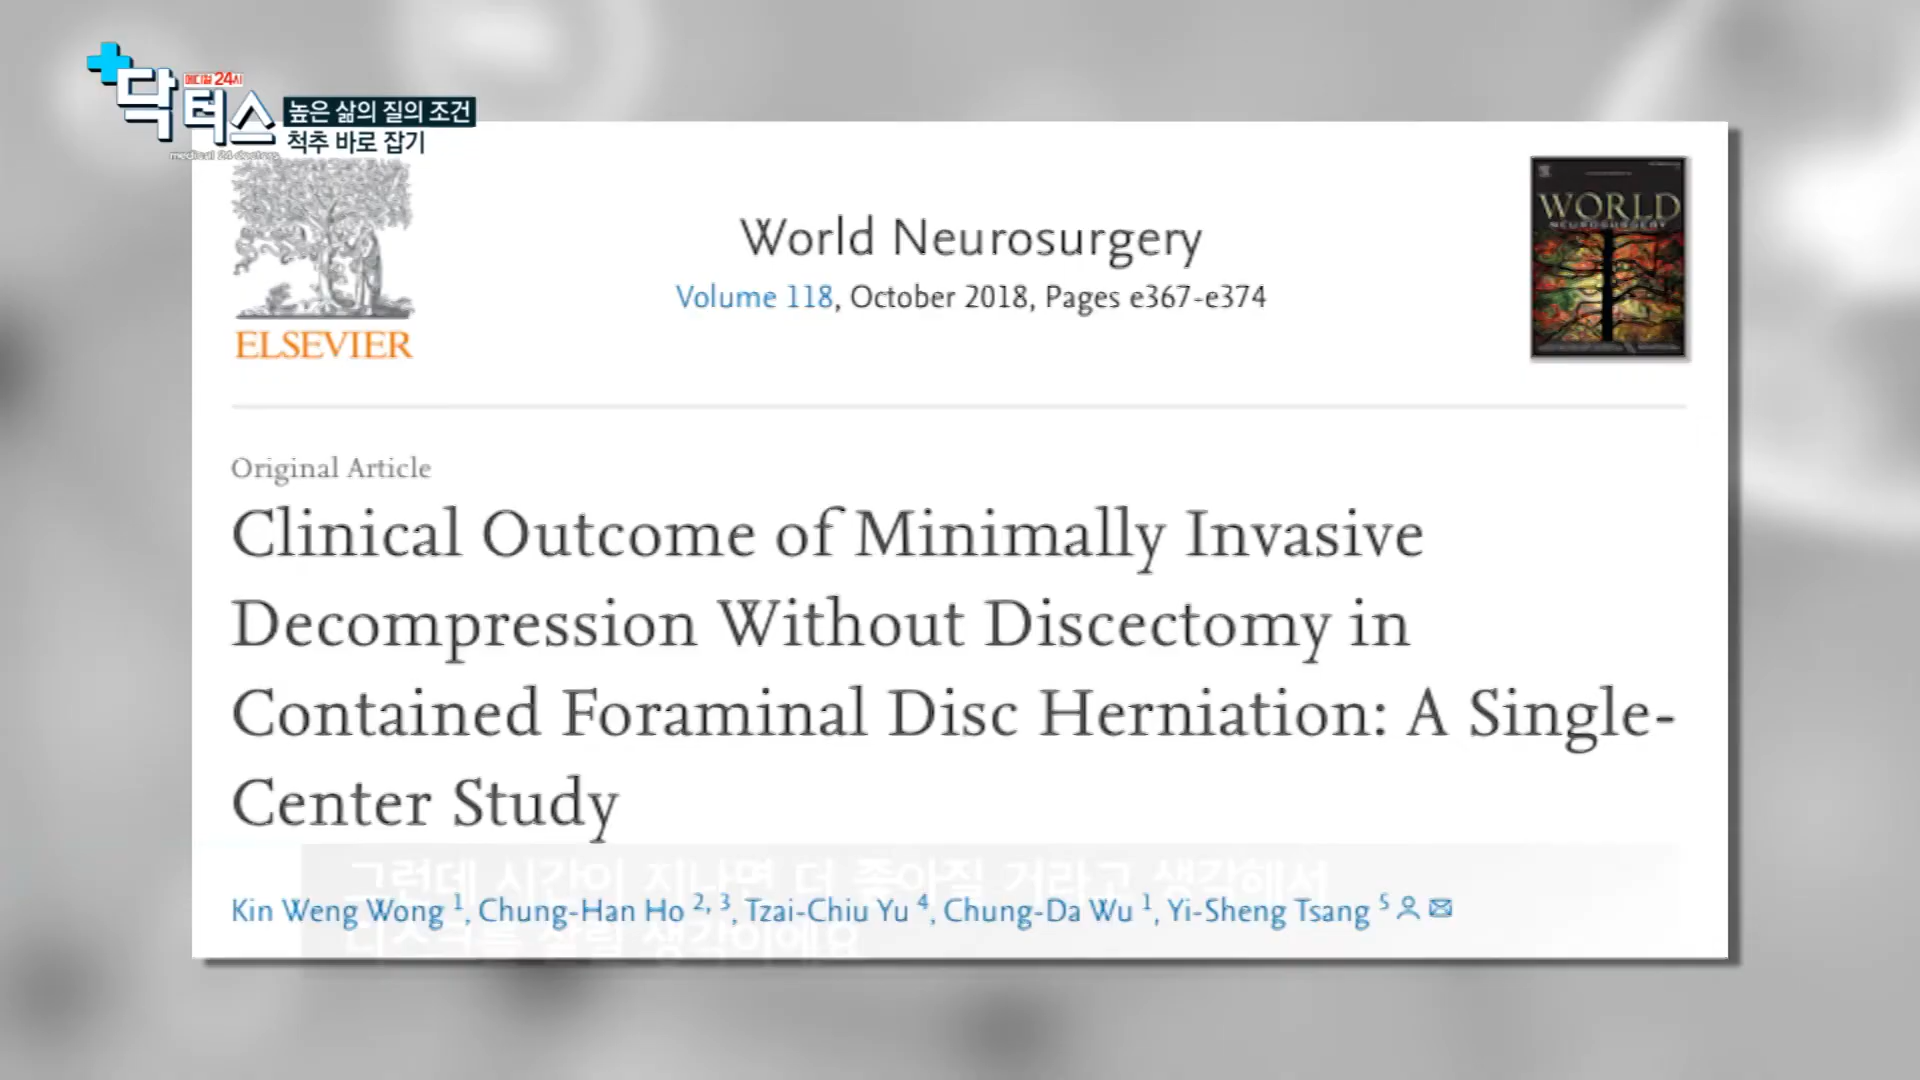 메디컬 24시
닥터스
medical 24 doctors
높은 삶의 질의 조건
척추 바로 잡기
ELSEVIER
World Neurosurgery
Volume 118, October 2018, Pages e367-e374
WORLD
NEUROSURGERY
Original Article
Clinical Outcome of Minimally Invasive
Decompression Without Discectomy in
Contained Foraminal Disc Herniation: A Single-
Center Study
그런데 시간이 지나면 더 좋아질 거라고 생각해서
Kin Weng Wong 1, Chung-Han Ho 2, 3, Tzai-Chiu Yu 4, Chung-Da Wu 1, Yi-Sheng Tsang 5
디스크를 살릴 생각이에요